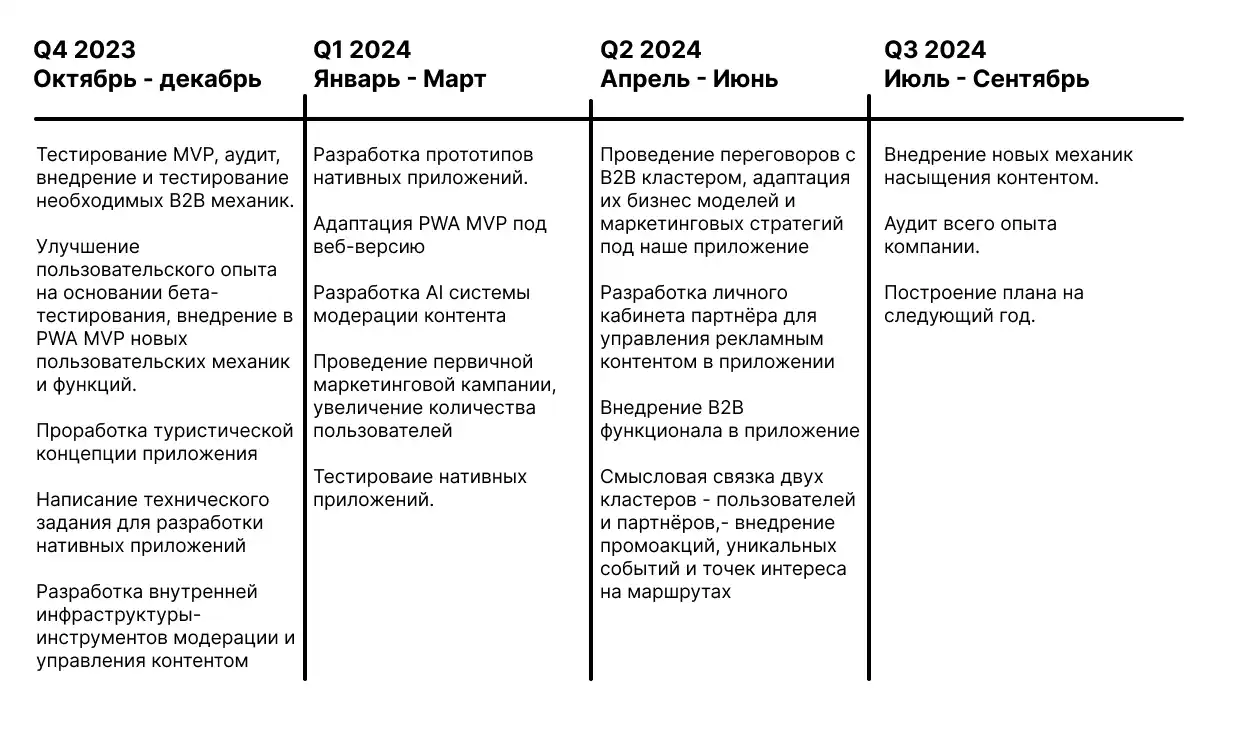 Q4 2023
Октябрь - декабрь
Тестирование MVP, аудит,
внедрение и тестирование
необходимых B2B механик.
Улучшение
пользовательского опыта
на основании бета-
тестирования, внедрение в
PWA MVP новых
пользовательских механик
и функций.
Проработка туристической
концепции приложения
Написание технического
задания для разработки
нативных приложений
Разработка внутренней
инфраструктуры-
инструментов модерации и
управления контентом
Q1 2024
Январь - Март
Разработка прототипов
нативных приложений.
Адаптация PWA MVP под
веб-версию
Разработка AI системы
модерации контента
Проведение первичной
маркетинговой кампании,
увеличение количества
пользователей
Тестироваие нативных
приложений.
Q2 2024
Апрель - Июнь
Проведение переговоров с
B2B кластером, адаптация
их бизнес моделей и
маркетинговых стратегий
под наше приложение
Разработка личного
кабинета партнёра для
управления рекламным
контентом в приложении
Внедрение B2B
функционала в приложение
Смысловая связка двух
кластеров - пользователей
и партнёров,- внедрение
промоакций, уникальных
событий и точек интереса
на маршрутах
Q3 2024
Июль - Сентябрь
Внедрение новых механик
насыщения контентом.
Аудит всего опыта
компании.
Построение плана на
следующий год.